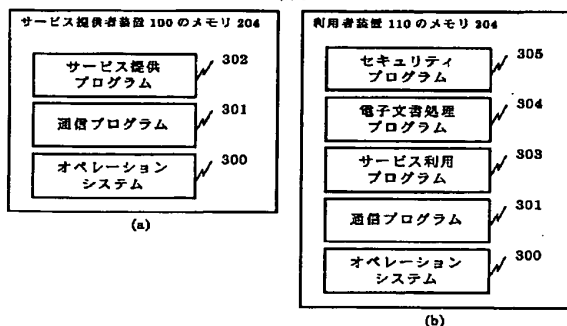 サービス提供者装置 100 のメモリ 204
サービス提供
プログラム
302
通信プログラム
301
オペレーション
システム
300
(a)
利用者装置 110 のメモリ 304
セキュリティ
プログラム
305
電子文書処理
プログラム
304
サービス利用
プログラム
303
通信プログラム
301
オペレーション
システム
300
(b)